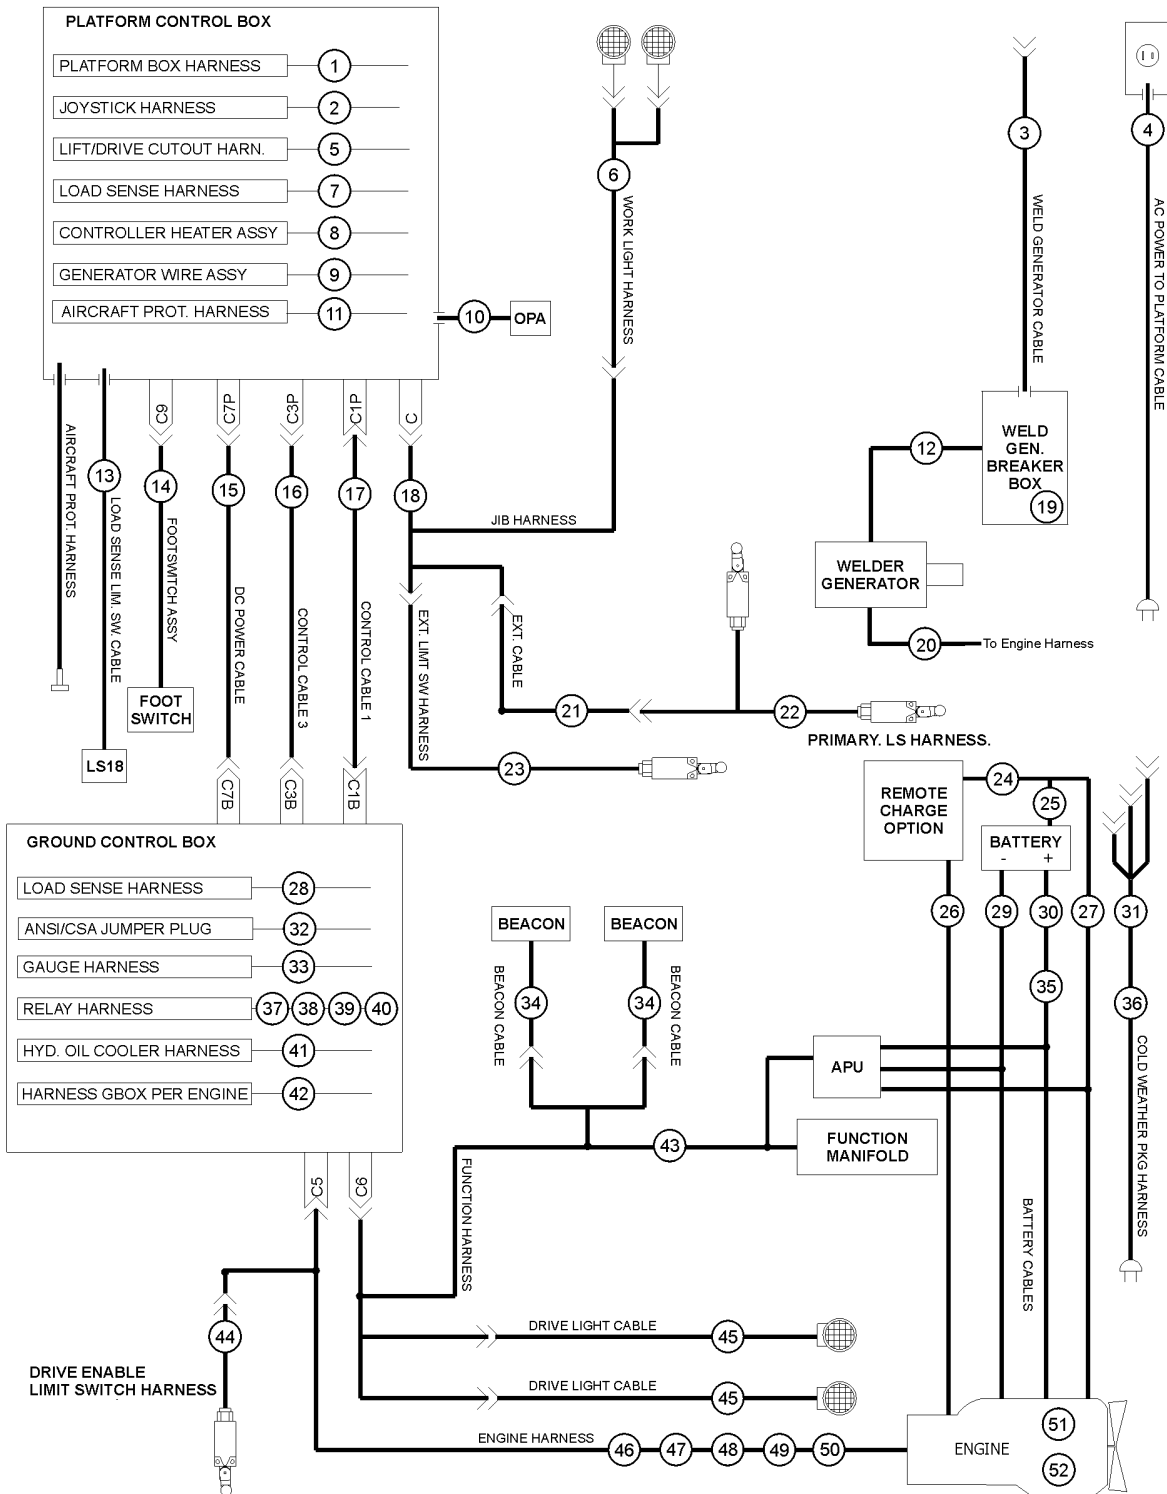 PLATFORM CONTROL BOX
PLATFORM BOX HARNESS
1
JOYSTICK HARNESS
2
LIFT/DRIVE CUTOUT HARN.
5
LOAD SENSE HARNESS
7
CONTROLLER HEATER ASSY
8
GENERATOR WIRE ASSY
9
AIRCRAFT PROT. HARNESS
11
10
OPA
6
WORK LIGHT HARNESS
3
WELD GENERATOR CABLE
4
AC POWER TO PLATFORM CABLE
C9
C7P
C3P
C1P
C
AIRCRAFT PROT. HARNESS
13
LOAD SENSE LIM. SW. CABLE
LS18
14
FOOTSWITCH ASSY
FOOT
SWITCH
15
DC POWER CABLE
16
CONTROL CABLE 3
17
CONTROL CABLE 1
18
JIB HARNESS
EXT. LIMT SW HARNESS
EXT. CABLE
12
WELD
GEN.
BREAKER
BOX
19
WELDER
GENERATOR
20
To Engine Harness
21
22
PRIMARY. LS HARNESS.
23
C7B
C3B
C1B
GROUND CONTROL BOX
LOAD SENSE HARNESS
28
ANSI/CSA JUMPER PLUG
32
GAUGE HARNESS
33
RELAY HARNESS
37
38
39
40
HYD. OIL COOLER HARNESS
41
HARNESS GBOX PER ENGINE
42
REMOTE
CHARGE
OPTION
24
25
BATTERY
- +
26
29
30
27
31
35
36
COLD WEATHER PKG HARNESS
BEACON
BEACON
BEACON CABLE
34
34
BEACON CABLE
APU
43
FUNCTION
MANIFOLD
BATTERY CABLES
C5
C6
FUNCTION HARNESS
44
DRIVE ENABLE
LIMIT SWITCH HARNESS
DRIVE LIGHT CABLE
45
DRIVE LIGHT CABLE
45
ENGINE HARNESS
46
47
48
49
50
ENGINE
51
52